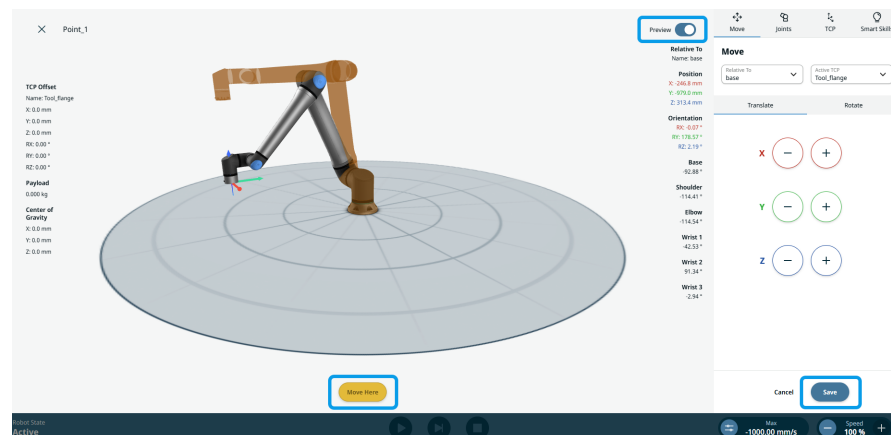 Point_1
Preview
TCP Offset
Name: Tool_flange
X: 0.0 mm
Y: 0.0 mm
Z: 0.0 mm
RX: 0.00 °
RY: 0.00 °
RZ: 0.00 °
Payload
0.000 kg
Center of
Gravity
X: 0.0 mm
Y: 0.0 mm
Z: 0.0 mm
Relative To
Name: base
Position
X: -246.8 mm
Y: -979.0 mm
Z: 313.4 mm
Orientation
RX: -0.07 °
RY: 178.57 °
RZ: 2.19 °
Base
-92.88 °
Shoulder
-114.41 °
Elbow
-114.54 °
Wrist 1
-42.53 °
Wrist 2
91.34 °
Wrist 3
-2.94 °
Move Here
Move
Joints
TCP
Smart Skill
Move
Relative To
base
Active TCP
Tool_flange
Translate
Rotate
X − +
Y − +
Z − +
Cancel
Save
Robot State
Active
Max
-1000.00 mm/s
Speed
− 100 % +